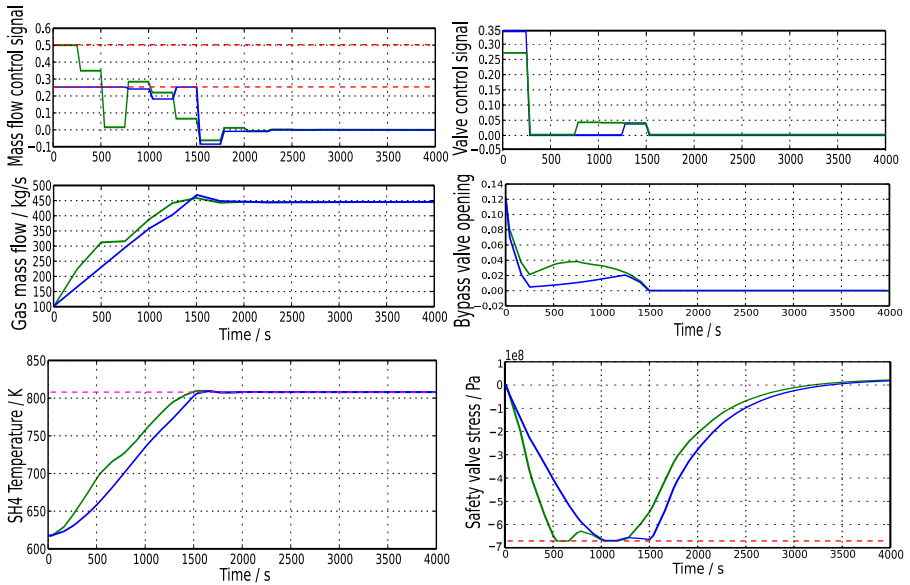 Mass flow control signal
0.6
0.5
0.4
0.3
0.2
0.1
0.0
−0.1
0 500 1000 1500 2000 2500 3000 3500 4000
Valve control signal
0.35
0.30
0.25
0.20
0.15
0.10
0.05
0.00
−0.05
0 500 1000 1500 2000 2500 3000 3500 4000
Gas mass flow / kg/s
500
450
400
350
300
250
200
150
100
0 500 1000 1500 2000 2500 3000 3500 4000
Time / s
Bypass valve opening
0.14
0.12
0.10
0.08
0.06
0.04
0.02
0.00
−0.02
0 500 1000 1500 2000 2500 3000 3500 4000
Time / s
SH4 Temperature / K
850
800
750
700
650
600
0 500 1000 1500 2000 2500 3000 3500 4000
Time / s
Safety valve stress / Pa
1e8
1
0
−1
−2
−3
−4
−5
−6
−7
0 500 1000 1500 2000 2500 3000 3500 4000
Time / s